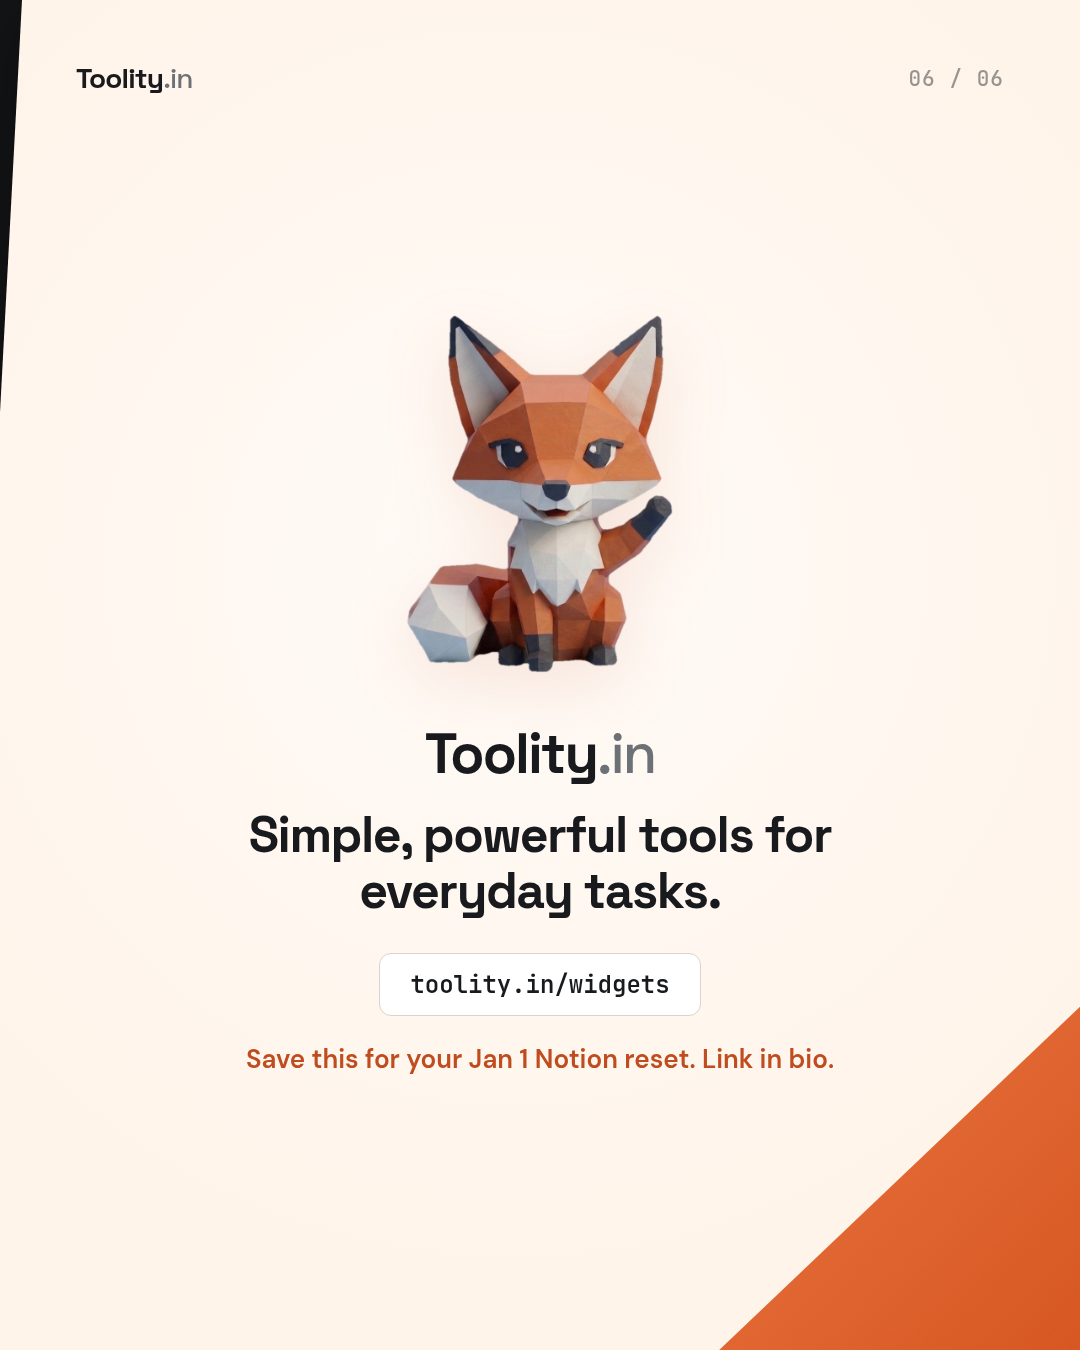 Toolity.in
06 / 06
Toolity.in
Simple, powerful tools for
everyday tasks.
toolity.in/widgets
Save this for your Jan 1 Notion reset. Link in bio.